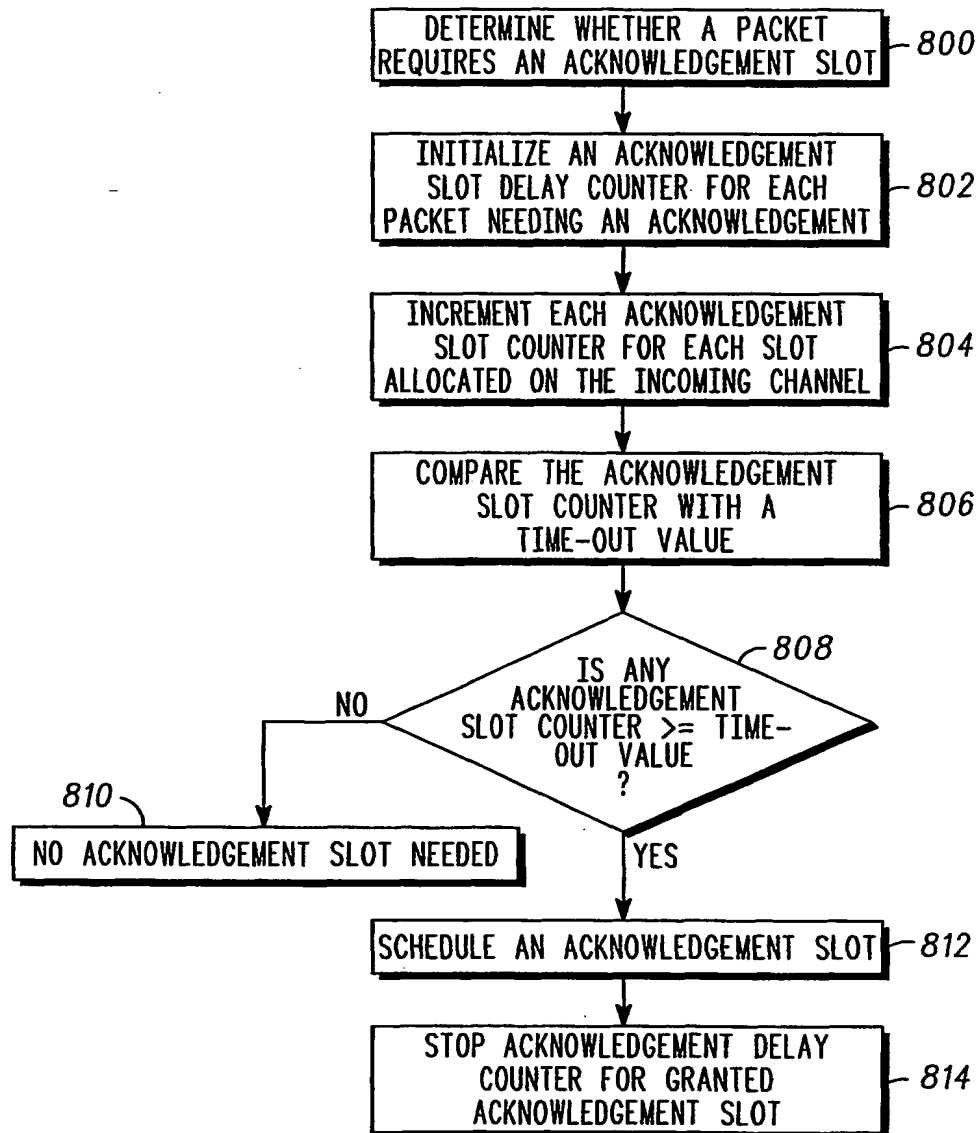 DETERMINE WHETHER A PACKET
REQUIRES AN ACKNOWLEDGEMENT SLOT
800
INITIALIZE AN ACKNOWLEDGEMENT
SLOT DELAY COUNTER FOR EACH
PACKET NEEDING AN ACKNOWLEDGEMENT
802
INCREMENT EACH ACKNOWLEDGEMENT
SLOT COUNTER FOR EACH SLOT
ALLOCATED ON THE INCOMING CHANNEL
804
COMPARE THE ACKNOWLEDGEMENT
SLOT COUNTER WITH A
TIME-OUT VALUE
806
808
IS ANY
ACKNOWLEDGEMENT
SLOT COUNTER >= TIME-
OUT VALUE
?
NO
810
NO ACKNOWLEDGEMENT SLOT NEEDED
YES
SCHEDULE AN ACKNOWLEDGEMENT SLOT
812
STOP ACKNOWLEDGEMENT DELAY
COUNTER FOR GRANTED
ACKNOWLEDGEMENT SLOT
814